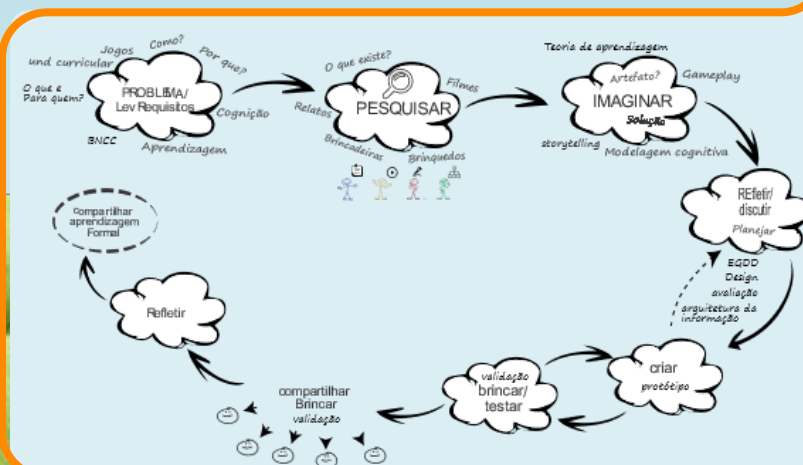 Jogos
Como?
Por que?
und curricular
O que e
Para quem?
PROBLEMA/
Lev Requisitos
Cognição
BNCC
Aprendizagem
O que existe?
Filmes
Relatos
PESQUISAR
Brincadeiras
Brinquedos
Teoria de aprendizagem
Artefato?
Gameplay
IMAGINAR
Solução
storytelling
Modelagem cognitiva
REfletir/
discutir
Planejar
EGDD
Design
avaliação
arquitetura da
informação
criar
protótipo
validação
brincar/
testar
compartilhar
Brincar
validação
Refletir
Compartilhar
aprendizagem
Formal